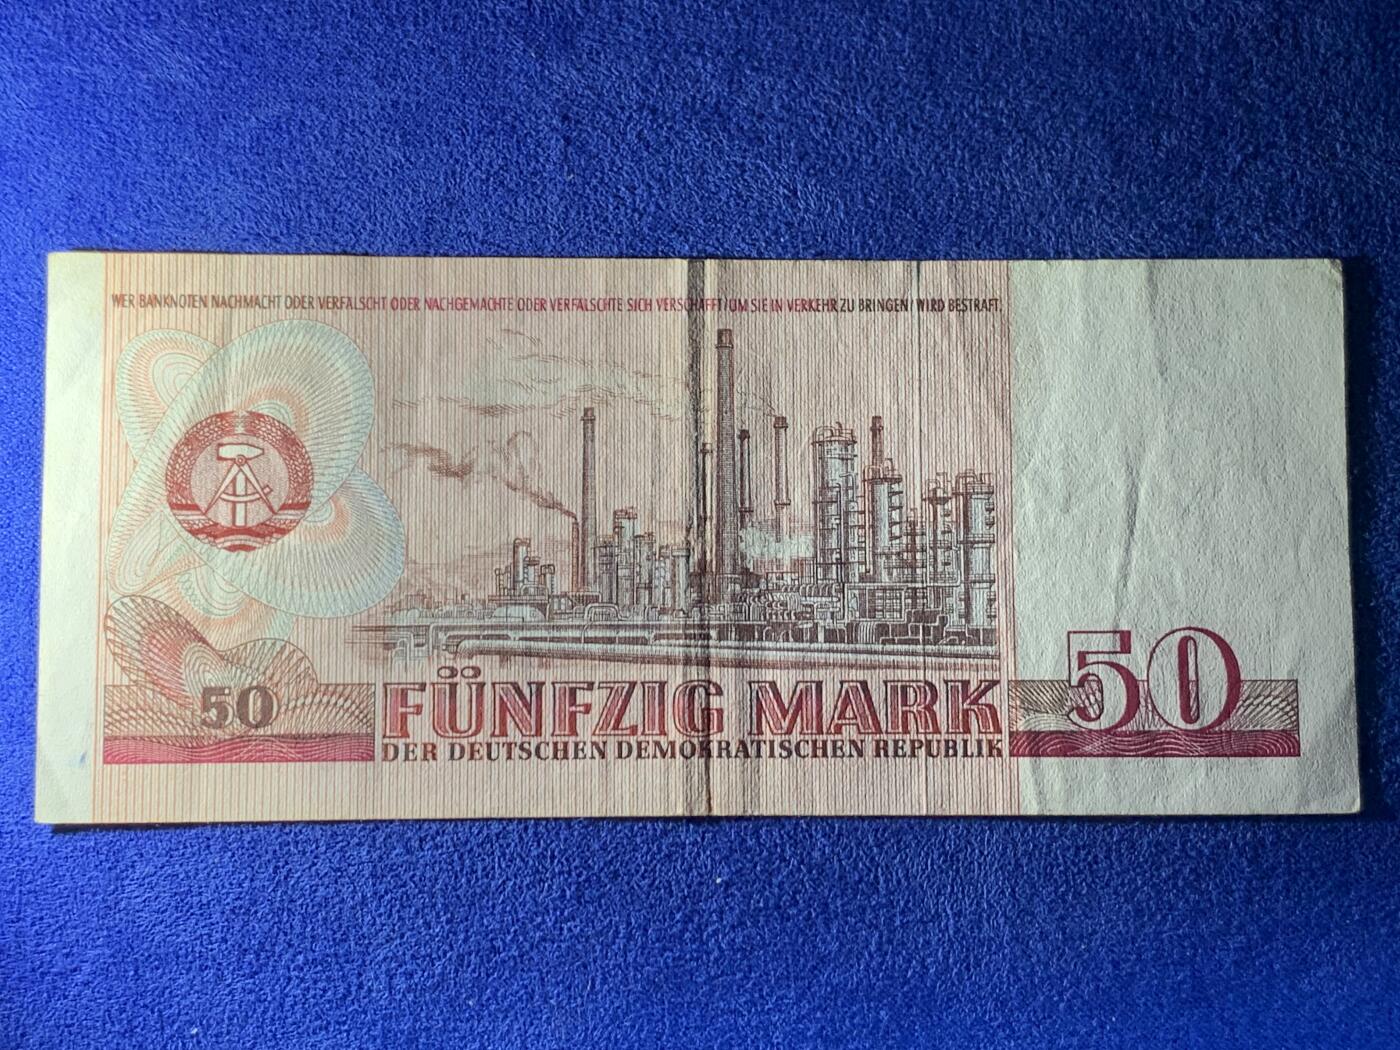 WER BANKNOTEN NACHMACHT ODER VERFÄLSCHT ODER NACHGEMACHTE ODER VERFÄLSCHTE SICH VERSCHAFFT/UM SIE IN VERKEHR ZU BRINGEN/WIRD BESTRAFT.
50
FÜNFZIG MARK
50
DER DEUTSCHEN DEMOKRATISCHEN REPUBLIK